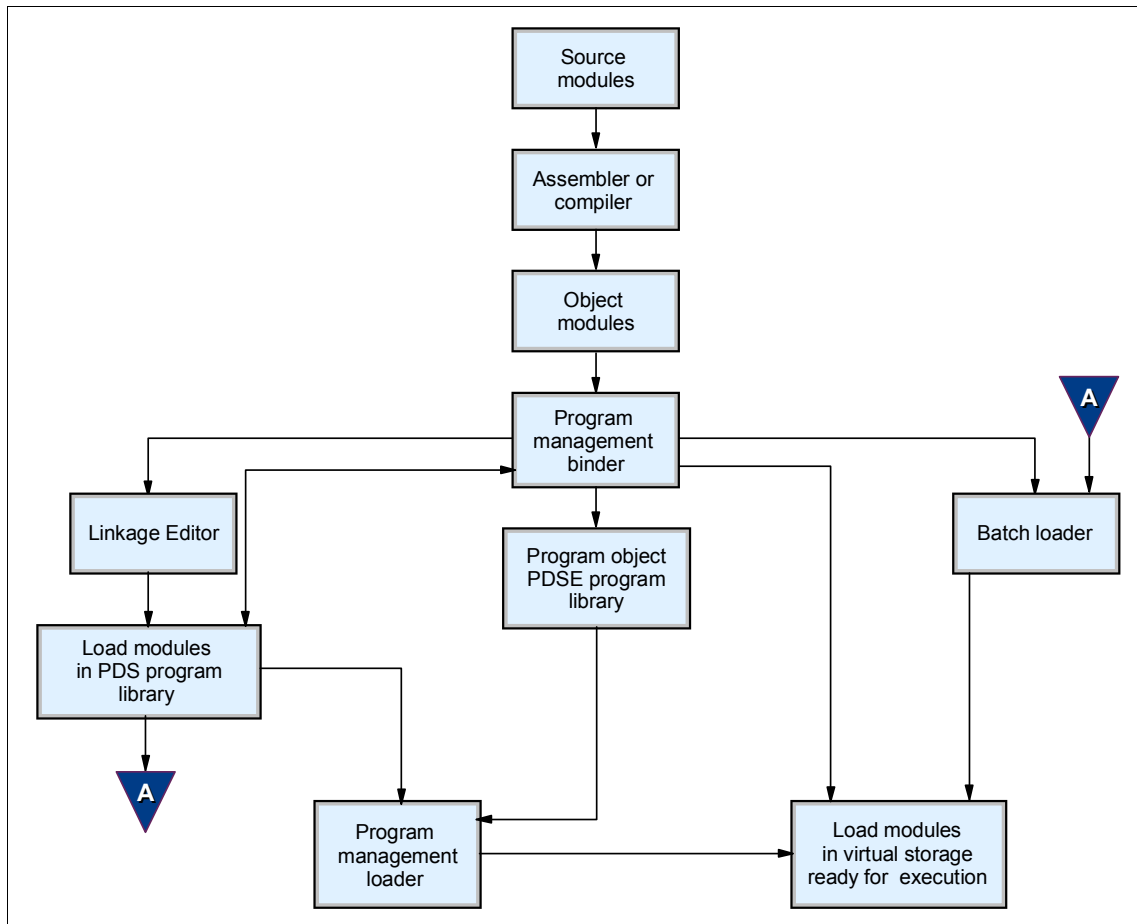 Source
modules
Assembler or
compiler
Object
modules
A
Program
management
binder
Linkage Editor
Batch loader
Program object
PDSE program
library
Load modules
in PDS program
library
A
Program
management
loader
Load modules
in virtual storage
ready for execution